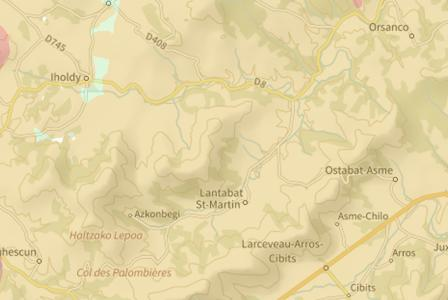 Orsanco
D745
D408
Iholdy
D8
Ostabat-Asme
Lantabat
St-Martin
Azkonbegi
Asme-Chilo
Haltzako Lepoa
Larceveau-Arros-
Cibits
Arros
Col des Palombières
Cibits